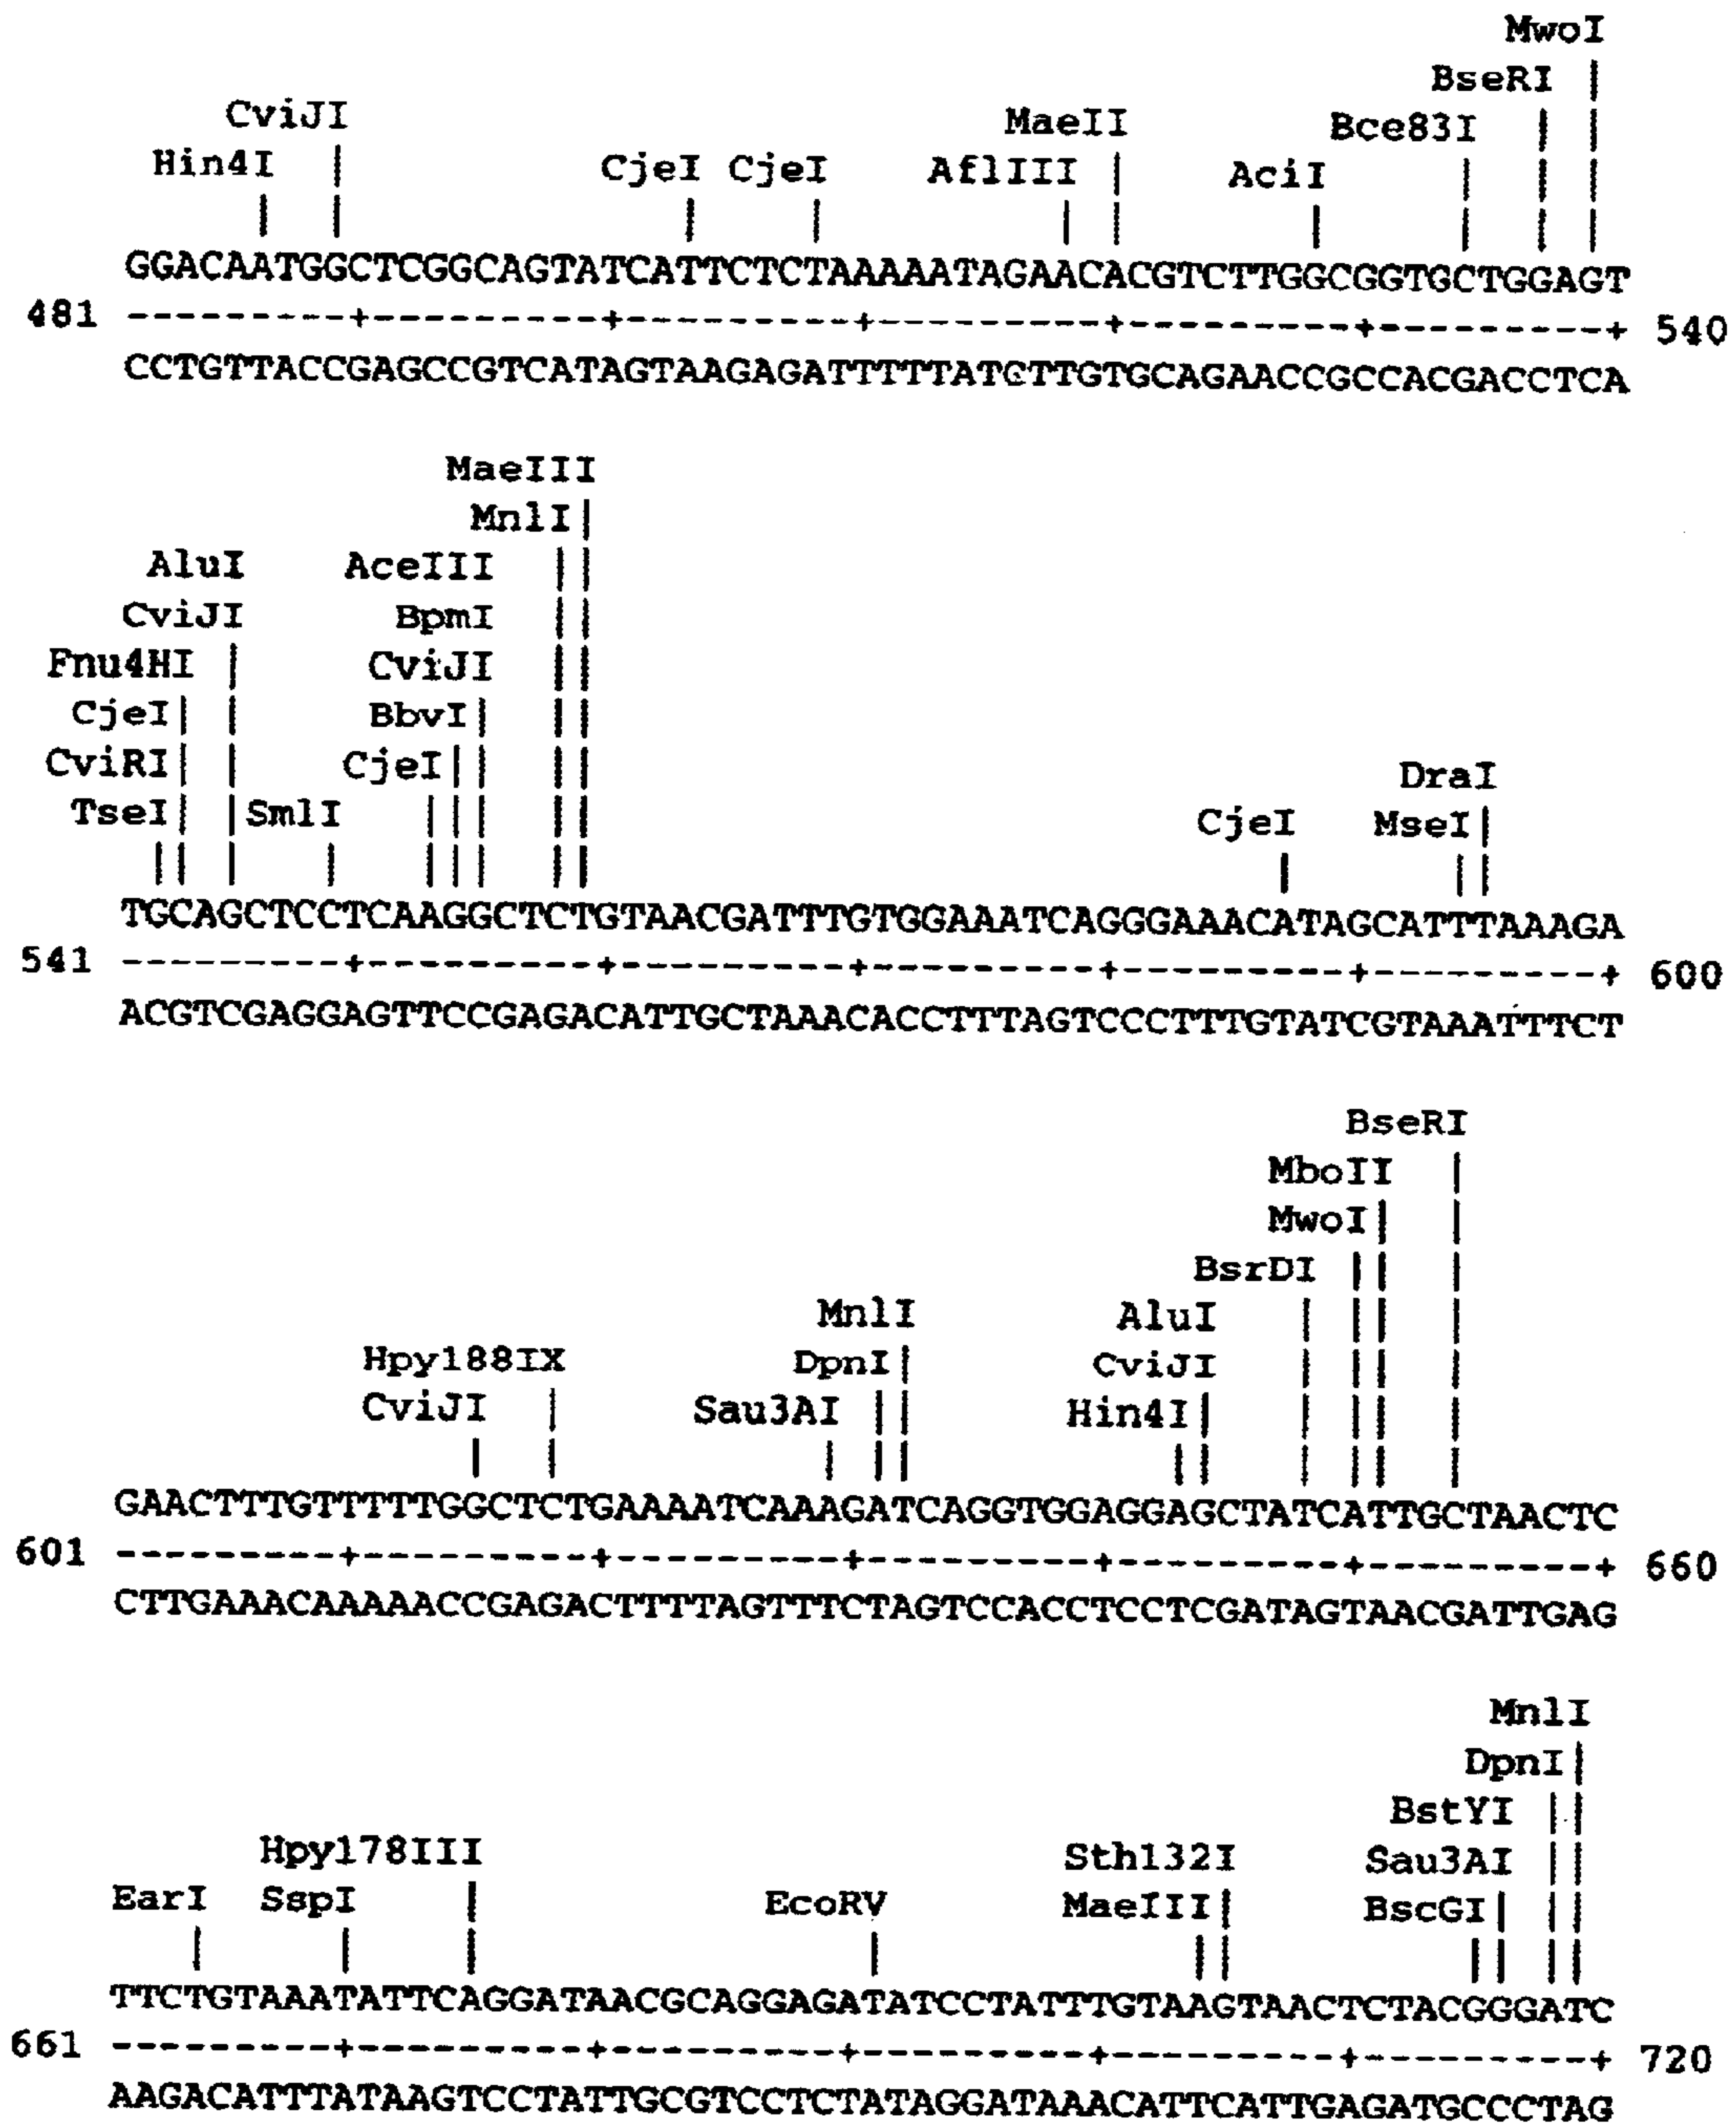 MwoI
BseRI
CviJI MaeII Bce83I
Hin4I CjeI CjeI AflIII AciI
GGACAATGGCTCGGCAGTATCATTCTCTAAAAATAGAACACGTCTTGGCGGTGCTGGAGT
481 ---------+---------+---------+---------+---------+---------+ 540
CCTGTTACCGAGCCGTCATAGTAAGAGATTTTTATCTTGTGCAGAACCGCCACGACCTCA
MaeIII
MnlI
AluI AceIII
CviJI BpmI
Fnu4HI CviJI
CjeI BbvI
CviRI CjeI DraI
TseI SmlI CjeI MseI
TGCAGCTCCTCAAGGCTCTGTAACGATTTGTGGAAATCAGGGAAACATAGCATTTAAAGA
541 ---------+---------+---------+---------+---------+---------+ 600
ACGTCGAGGAGTTCCGAGACATTGCTAAACACCTTTAGTCCCTTTGTATCGTAAATTTCT
BseRI
MboII
MwoI
BsrDI
MnlI AluI
Hpy188IX DpnI CviJI
CviJI Sau3AI Hin4I
GAACTTTGTTTTTGGCTCTGAAAATCAAAGATCAGGTGGAGGAGCTATCATTGCTAACTC
601 ---------+---------+---------+---------+---------+---------+ 660
CTTGAAACAAAAACCGAGACTTTTAGTTTCTAGTCCACCTCCTCGATAGTAACGATTGAG
MnlI
DpnI
BstYI
Hpy178III Sth132I Sau3AI
EarI SspI EcoRV MaeIII BscGI
TTCTGTAAATATTCAGGATAACGCAGGAGATATCCTATTTGTAAGTAACTCTACGGGATC
661 ---------+---------+---------+---------+---------+---------+ 720
AAGACATTTATAAGTCCTATTGCGTCCTCTATAGGATAAACATTCATTGAGATGCCCTAG